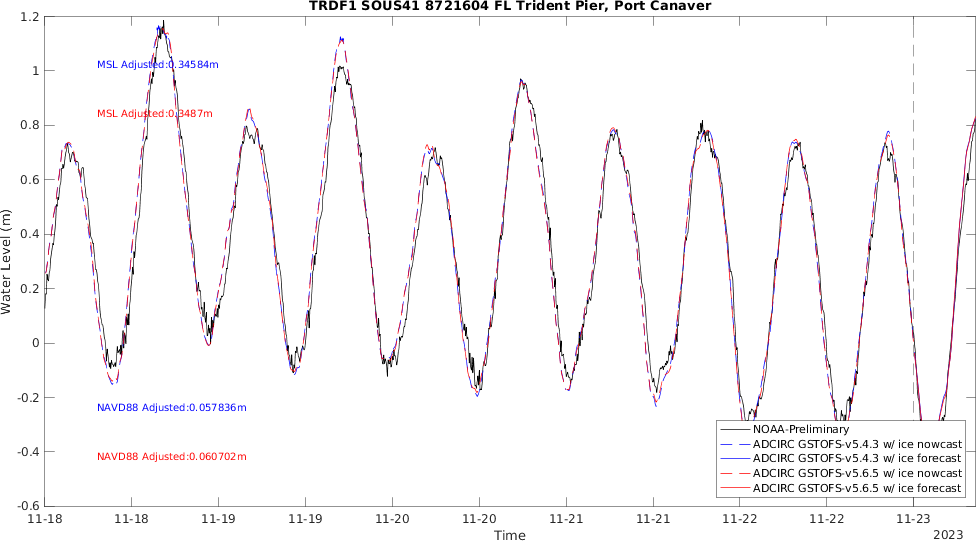 TRDF1 SOUS41 8721604 FL Trident Pier, Port Canaver
1.2
1
0.8
0.6
0.4
0.2
0
-0.2
-0.4
-0.6
Water Level (m)
MSL Adjusted:0.34584m
MSL Adjusted:0.3487m
NAVD88 Adjusted:0.057836m
NAVD88 Adjusted:0.060702m
NOAA-Preliminary
ADCIRC GSTOFS-v5.4.3 w/ ice nowcast
ADCIRC GSTOFS-v5.4.3 w/ ice forecast
ADCIRC GSTOFS-v5.6.5 w/ ice nowcast
ADCIRC GSTOFS-v5.6.5 w/ ice forecast
11-18 11-18 11-19 11-19 11-20 11-20 11-21 11-21 11-22 11-22 11-23
Time
2023